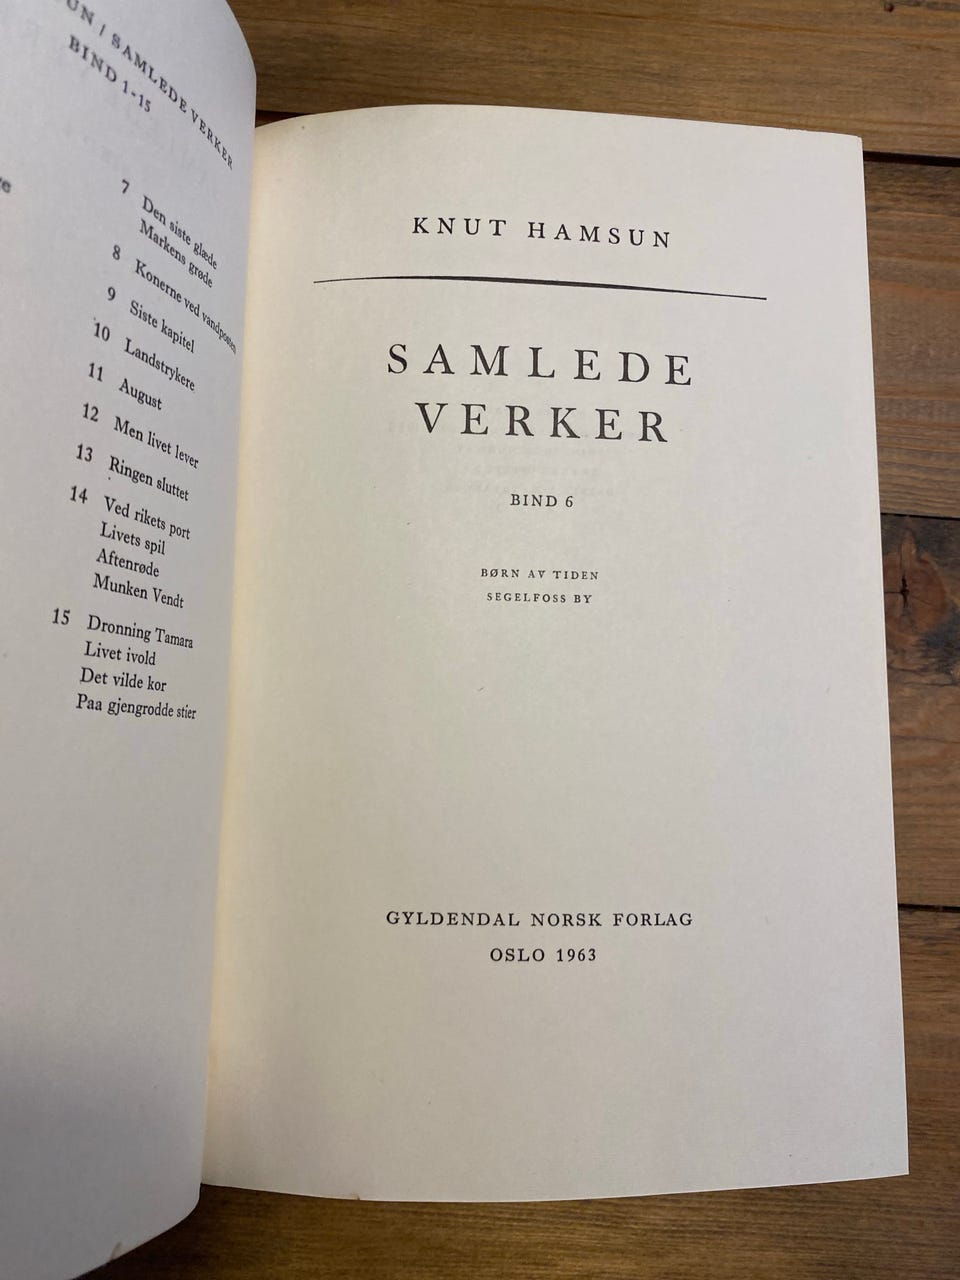 SAMLEDE VERKER
BIND 1-15
7 Den siste glæde
Markens grøde
8 Konerne ved vandposten
9 Siste kapitel
10 Landstrykere
11 August
12 Men livet lever
13 Ringen sluttet
14 Ved rikets port
Livets spil
Aftenrøde
Munken Vendt
15 Dronning Tamara
Livet ivold
Det vilde kor
Paa gjengrodde stier
KNUT HAMSUN
SAMLEDE
VERKER
BIND 6
BØRN AV TIDEN
SEGELFOSS BY
GYLDENDAL NORSK FORLAG
OSLO 1963